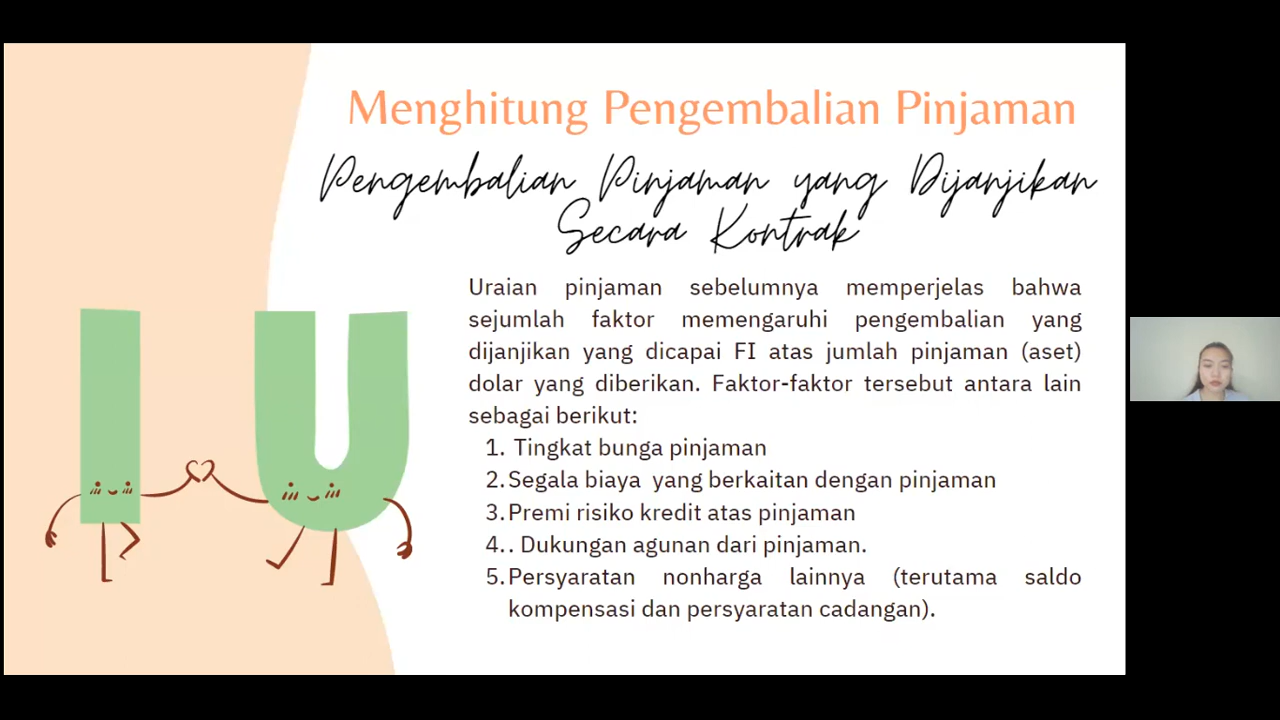 Menghitung Pengembalian Pinjaman
Pengembalian Pinjaman yang Dijanjikan
Secara Kontrak
Uraian pinjaman sebelumnya memperjelas bahwa
sejumlah faktor memengaruhi pengembalian yang
dijanjikan yang dicapai FI atas jumlah pinjaman (aset)
dolar yang diberikan. Faktor-faktor tersebut antara lain
sebagai berikut:
1. Tingkat bunga pinjaman
2. Segala biaya yang berkaitan dengan pinjaman
3. Premi risiko kredit atas pinjaman
4. . Dukungan agunan dari pinjaman.
5. Persyaratan nonharga lainnya (terutama saldo
kompensasi dan persyaratan cadangan).
I U